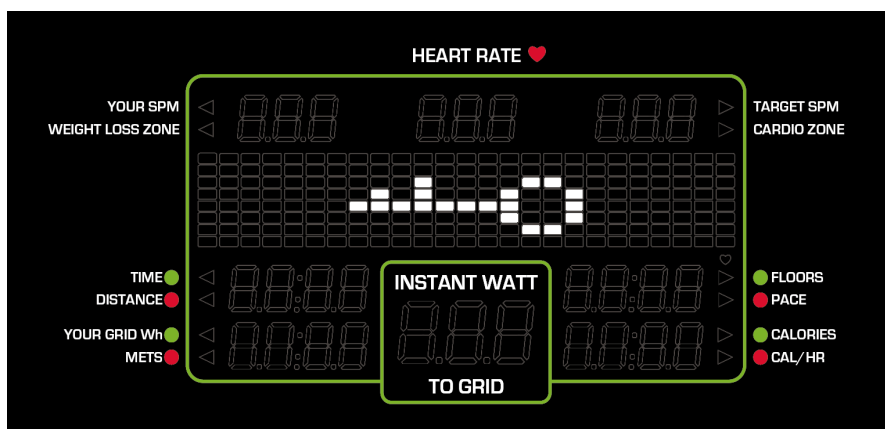 HEART RATE
YOUR SPM
TARGET SPM
WEIGHT LOSS ZONE
CARDIO ZONE
TIME
INSTANT WATT
FLOORS
DISTANCE
PACE
YOUR GRID Wh
CALORIES
METS
CAL/HR
TO GRID